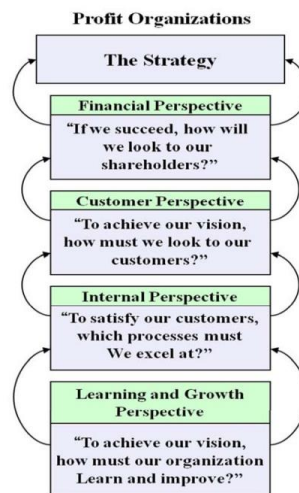 Profit Organizations
The Strategy
Financial Perspective
“If we succeed, how will
we look to our
shareholders?”
Customer Perspective
“To achieve our vision,
how must we look to our
customers?”
Internal Perspective
“To satisfy our customers,
which processes must
We excel at?”
Learning and Growth
Perspective
“To achieve our vision,
how must our organization
Learn and improve?”